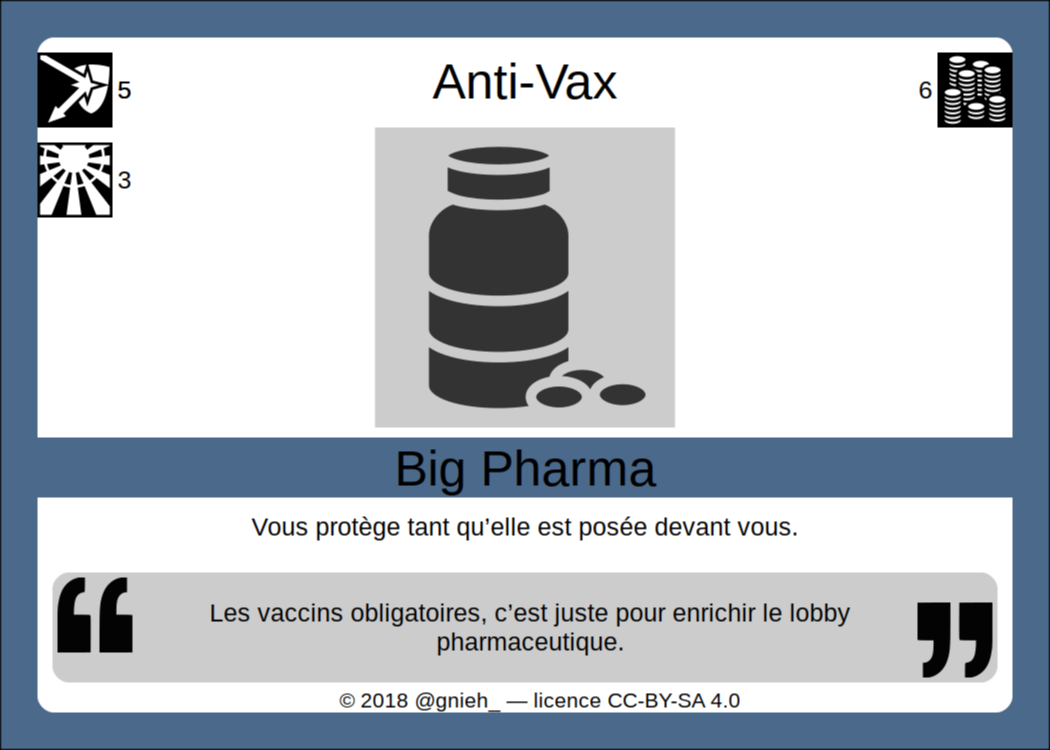 5
Anti-Vax
6
3
Big Pharma
Vous protège tant qu’elle est posée devant vous.
Les vaccins obligatoires, c’est juste pour enrichir le lobby
pharmaceutique.
© 2018 @gnieh_ — licence CC-BY-SA 4.0